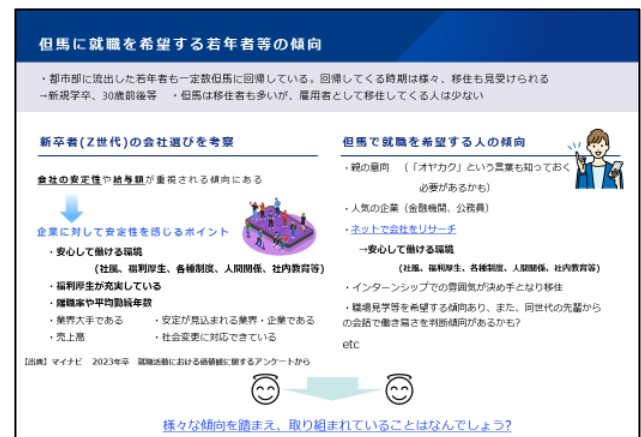 但馬に就職を希望する若年者等の傾向
・都市部に流出した若年者も一定数但馬に回帰している。回帰してくる時期は様々、移住も見受けられる
→新規学卒、30歳前後等　・但馬は移住者も多いが、雇用者として移住してくる人は少ない
新卒者(Z世代)の会社選びを考察
会社の安定性や給与額が重視される傾向にある
企業に対して安定性を感じるポイント
・安心して働ける環境
(社風、福利厚生、各種制度、人間関係、社内教育等)
・福利厚生が充実している
・離職率や平均勤続年数
・業界大手である　・安定が見込まれる業界・企業である
・売上高　・社会変更に対応できている
【出典】マイナビ　2023年卒　就職活動における価値観に関するアンケートから
但馬で就職を希望する人の傾向
・親の意向　（「オヤカク」という言葉も知っておく
必要があるかも）
・人気の企業（金融機関、公務員）
・ネットで会社をリサーチ
→安心して働ける環境
(社風、福利厚生、各種制度、人間関係、社内教育等)
・インターンシップでの雰囲気が決め手となり移住
・職場見学等を希望する傾向あり、また、同世代の先輩から
の会話で働き易さを判断傾向があるかも?
etc
様々な傾向を踏まえ、取り組まれていることはなんでしょう?